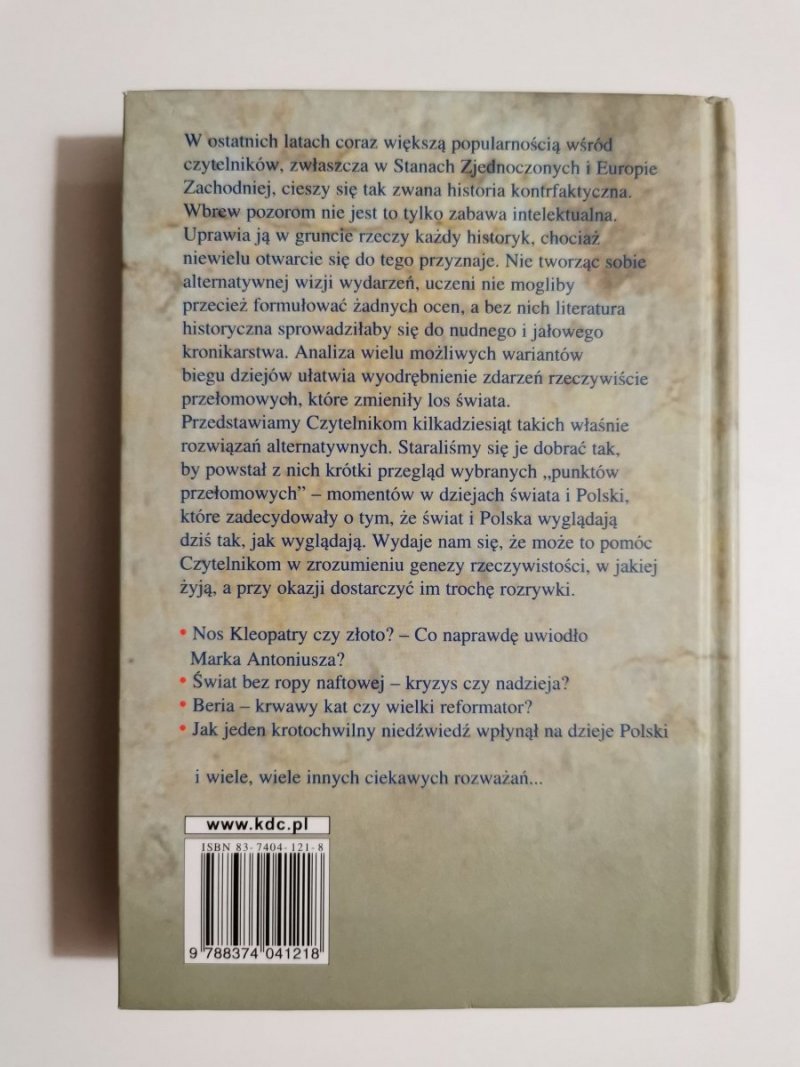 W ostatnich latach coraz większą popularnością wśród
czytelników, zwłaszcza w Stanach Zjednoczonych i Europie
Zachodniej, cieszy się tak zwana historia kontrfaktyczna.
Wbrew pozorom nie jest to tylko zabawa intelektualna.
Uprawia ją w gruncie rzeczy każdy historyk, chociaż
niewielu otwarcie się do tego przyznaje. Nie tworząc sobie
alternatywnej wizji wydarzeń, uczeni nie mogliby
przecież formułować żadnych ocen, a bez nich literatura
historyczna sprowadziłaby się do nudnego i jałowego
kronikarstwa. Analiza wielu możliwych wariantów
biegu dziejów ułatwia wyodrębnienie zdarzeń rzeczywiście
przełomowych, które zmieniły los świata.
Przedstawiamy Czytelnikom kilkadziesiąt takich właśnie
rozwiązań alternatywnych. Staraliśmy się je dobrać tak,
by powstał z nich krótki przegląd wybranych „punktów
przełomowych” – momentów w dziejach świata i Polski,
które zadecydowały o tym, że świat i Polska wyglądają
dziś tak, jak wyglądają. Wydaje nam się, że może to pomóc
Czytelnikom w zrozumieniu genezy rzeczywistości, w jakiej
żyją, a przy okazji dostarczyć im trochę rozrywki.
• Nos Kleopatry czy złoto? – Co naprawdę uwiodło
Marka Antoniusza?
• Świat bez ropy naftowej – kryzys czy nadzieja?
• Beria – krwawy kat czy wielki reformator?
• Jak jeden krotochwilny niedźwiedź wpłynął na dzieje Polski
i wiele, wiele innych ciekawych rozważań...
www.kdc.pl
ISBN 83-7404-121-8
9 788374 041218